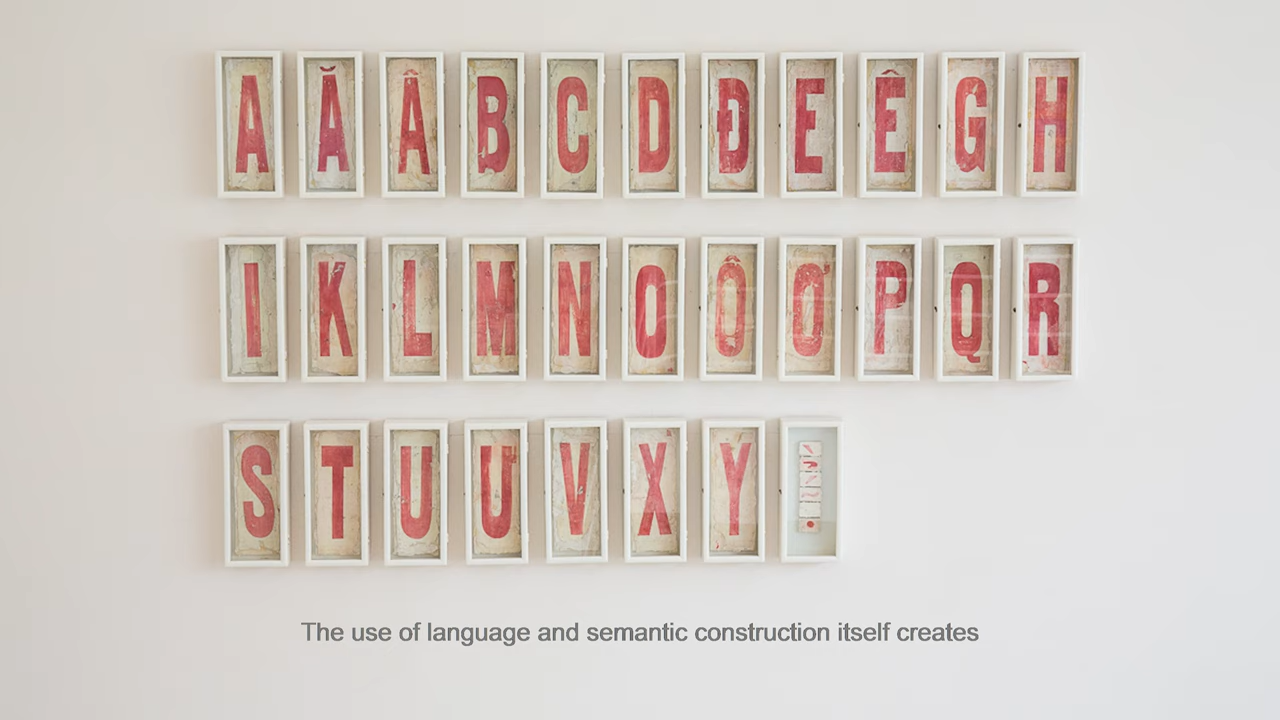 A Ă Â B C D Đ E Ê G H
I K L M N O Ô Ơ P Q R
S T U Ư V X Y
The use of language and semantic construction itself creates